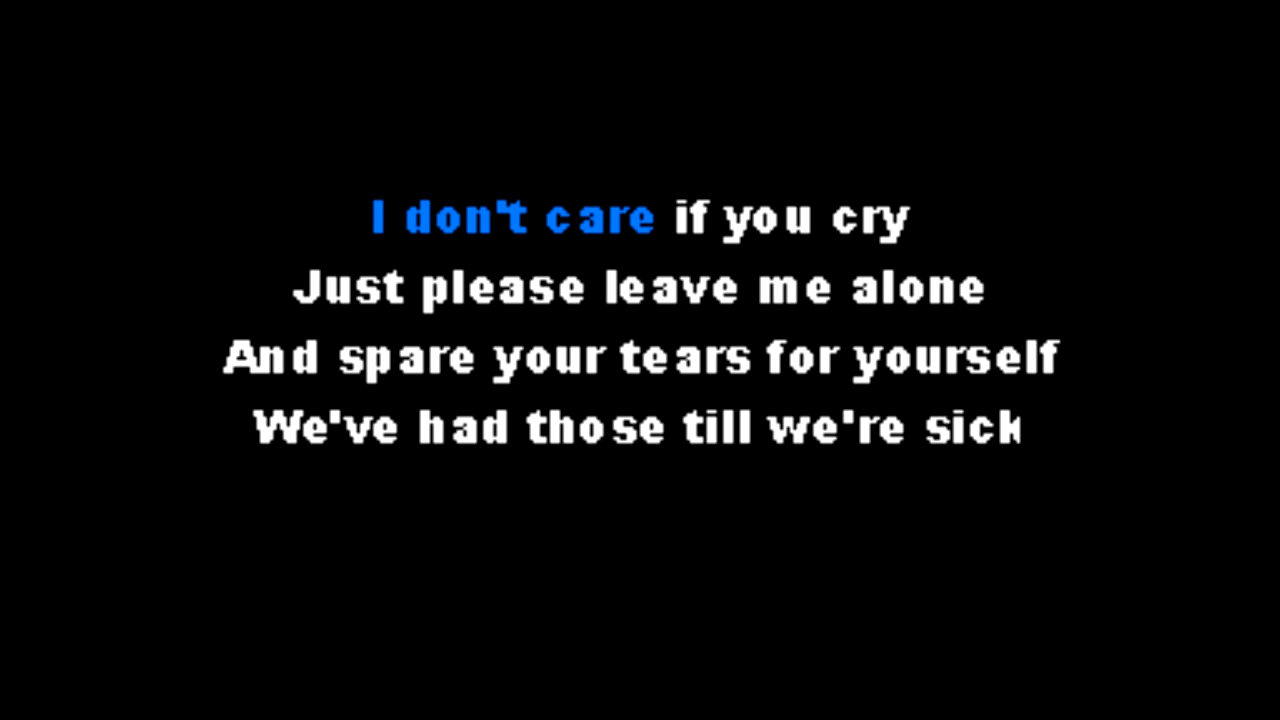 I don't care if you cry
Just please leave me alone
And spare your tears for yourself
We've had those till we're sick